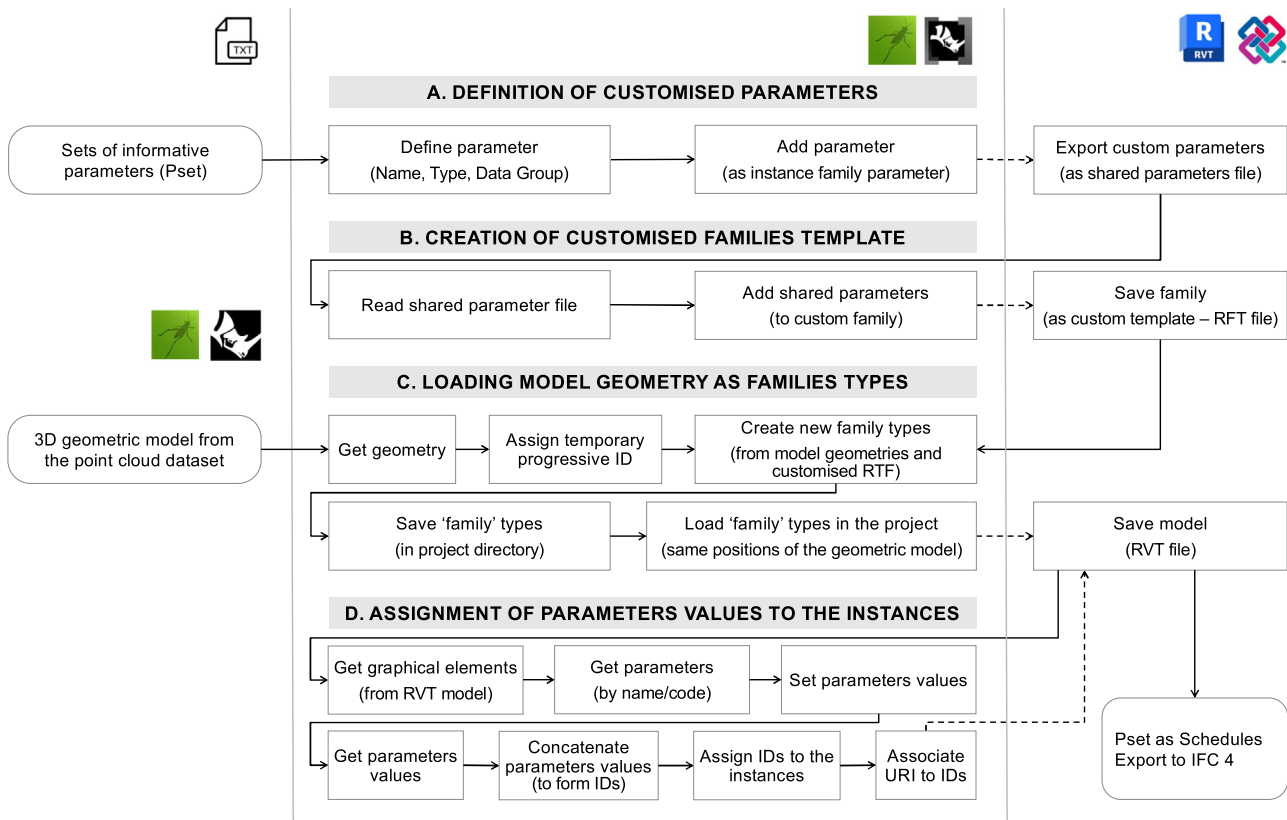 TXT
R
RVT
A. DEFINITION OF CUSTOMISED PARAMETERS
Sets of informative
parameters (Pset)
Define parameter
(Name, Type, Data Group)
Add parameter
(as instance family parameter)
Export custom parameters
(as shared parameters file)
B. CREATION OF CUSTOMISED FAMILIES TEMPLATE
Read shared parameter file
Add shared parameters
(to custom family)
Save family
(as custom template – RFT file)
C. LOADING MODEL GEOMETRY AS FAMILIES TYPES
3D geometric model from
the point cloud dataset
Get geometry
Assign temporary
progressive ID
Create new family types
(from model geometries and
customised RTF)
Save ‘family’ types
(in project directory)
Load ‘family’ types in the project
(same positions of the geometric model)
Save model
(RVT file)
D. ASSIGNMENT OF PARAMETERS VALUES TO THE INSTANCES
Get graphical elements
(from RVT model)
Get parameters
(by name/code)
Set parameters values
Get parameters
values
Concatenate
parameters values
(to form IDs)
Assign IDs to the
instances
Associate
URI to IDs
Pset as Schedules
Export to IFC 4